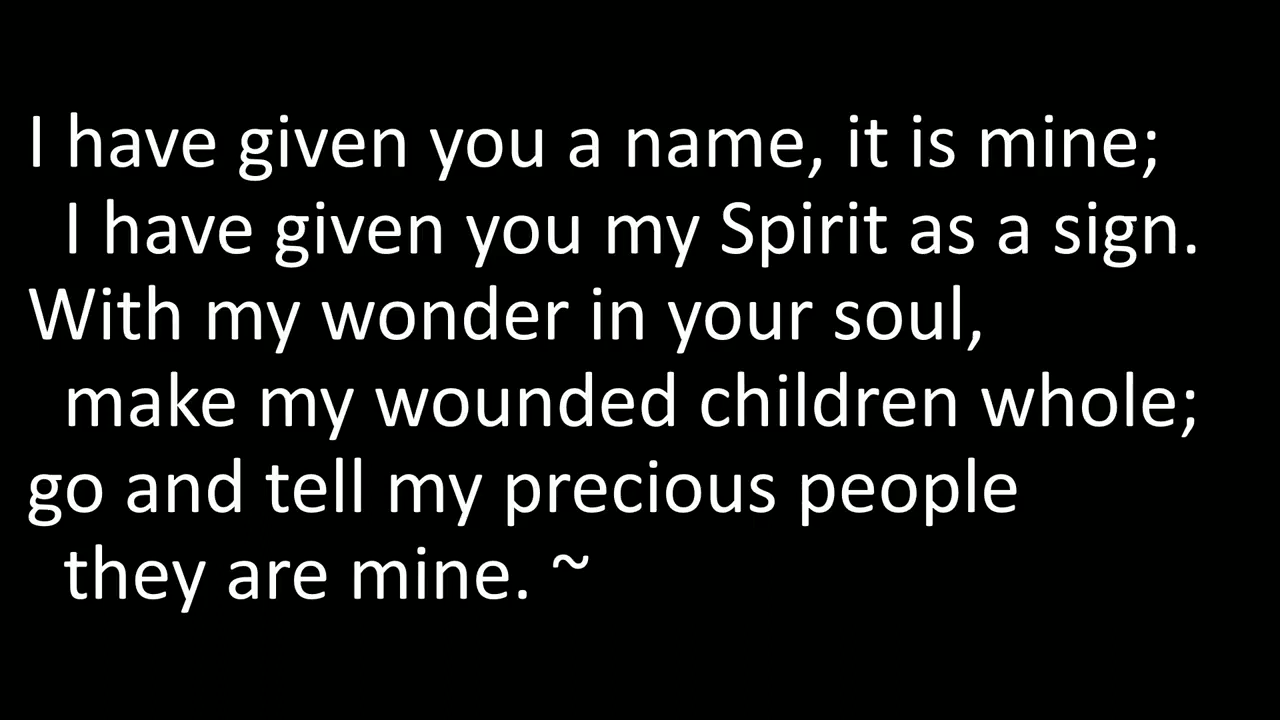 I have given you a name, it is mine;
I have given you my Spirit as a sign.
With my wonder in your soul,
make my wounded children whole;
go and tell my precious people
they are mine. ~